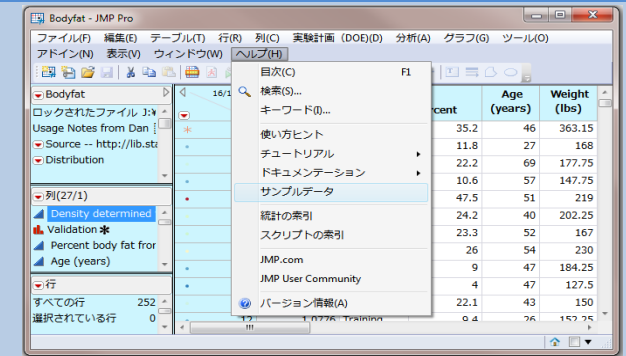 Bodyfat - JMP Pro
ファイル(F) 編集(E) テーブル(T) 行(R) 列(C) 実験計画 (DOE)(D) 分析(A) グラフ(G) ツール(O)
アドイン(N) 表示(V) ウィンドウ(W) ヘルプ(H)
目次(C) F1
検索(S)...
キーワード(I)...
使い方ヒント
チュートリアル
ドキュメンテーション
サンプルデータ
統計の索引
スクリプトの索引
JMP.com
JMP User Community
バージョン情報(A)
Bodyfat
ロックされたファイル J:¥
Usage Notes from Dan
Source -- http://lib.sta
Distribution
列(27/1)
Density determined
Validation
Percent body fat fror
Age (years)
行
すべての行 252
選択されている行 0
16/1
cent Age (years) Weight (lbs)
35.2 46 363.15
11.8 27 168
22.2 69 177.75
10.6 57 147.75
47.5 51 219
24.2 40 202.25
23.3 52 167
26 54 230
9 47 184.25
4 47 127.5
22.1 43 150
12 1.0776 Training 9.4 26 152.25